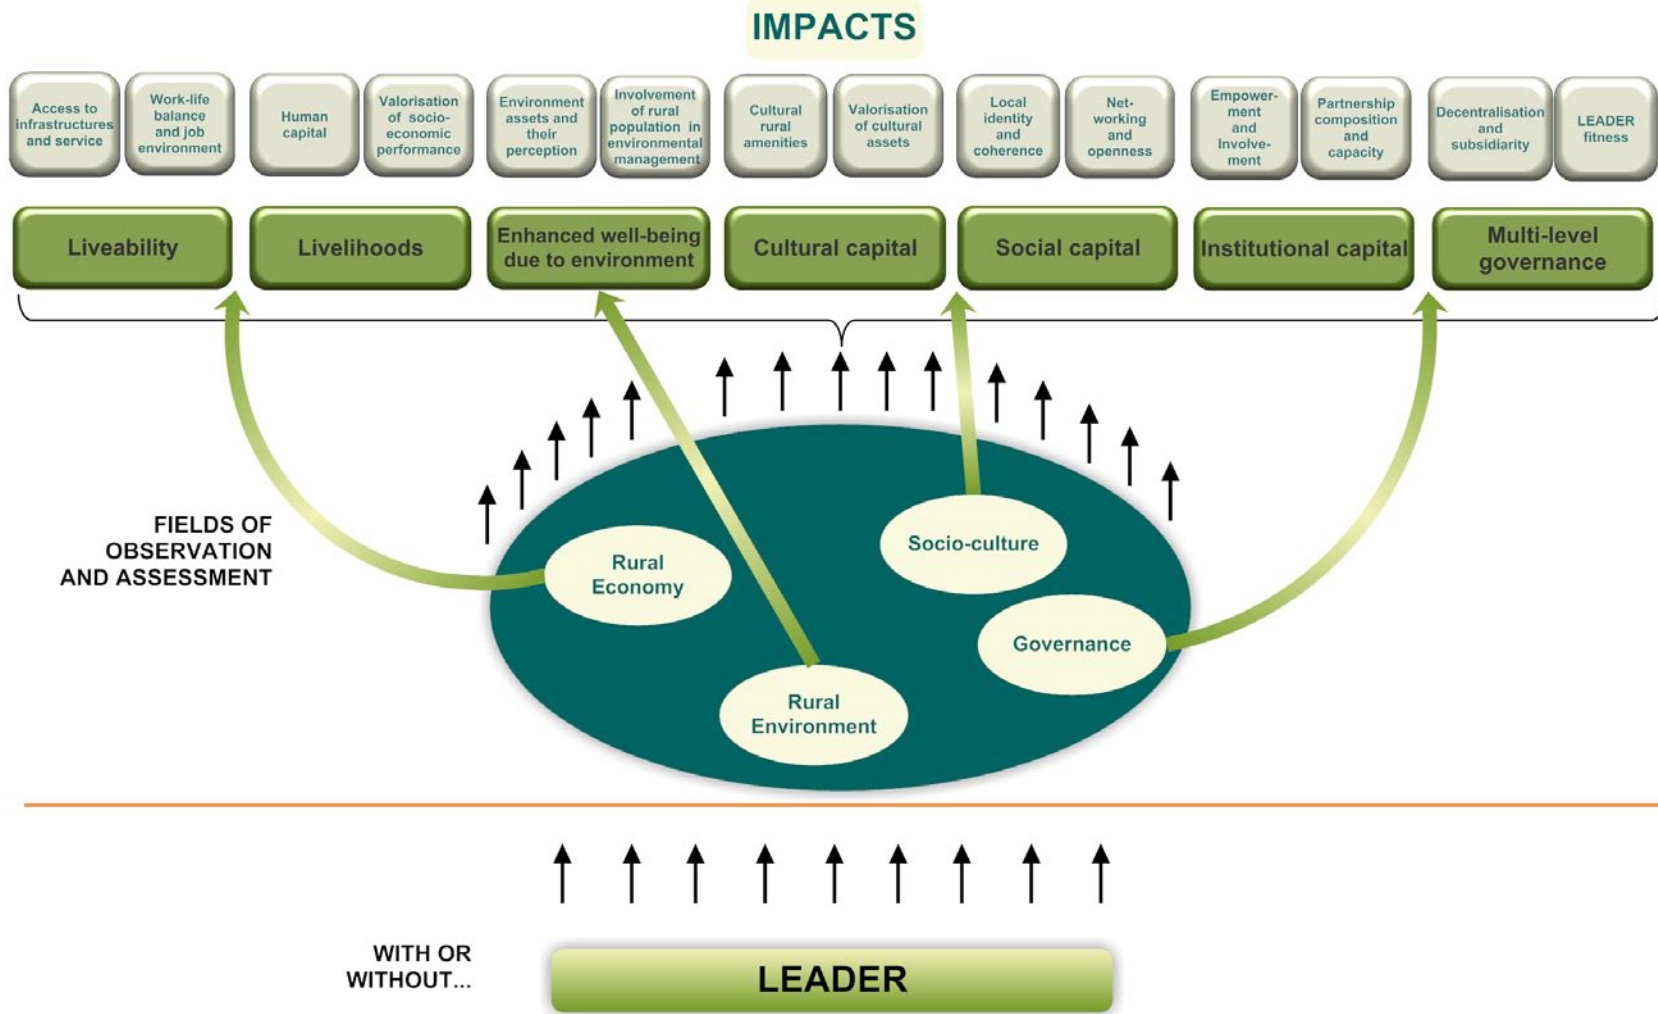 IMPACTS
Access to
infrastructures
and service
Work-life
balance
and job
environment
Human
capital
Valorisation
of socio-
economic
performance
Environment
assets and
their
perception
Involvement
of rural
population in
environmental
management
Cultural
rural
amenities
Valorisation
of cultural
assets
Local
identity
and
coherence
Net-
working
and
openness
Empower-
ment
and
Involve-
ment
Partnership
composition
and
capacity
Decentralisation
and
subsidiarity
LEADER
fitness
Liveability
Livelihoods
Enhanced well-being
due to environment
Cultural capital
Social capital
Institutional capital
Multi-level
governance
FIELDS OF
OBSERVATION
AND ASSESSMENT
Rural
Economy
Socio-culture
Governance
Rural
Environment
WITH OR
WITHOUT...
LEADER